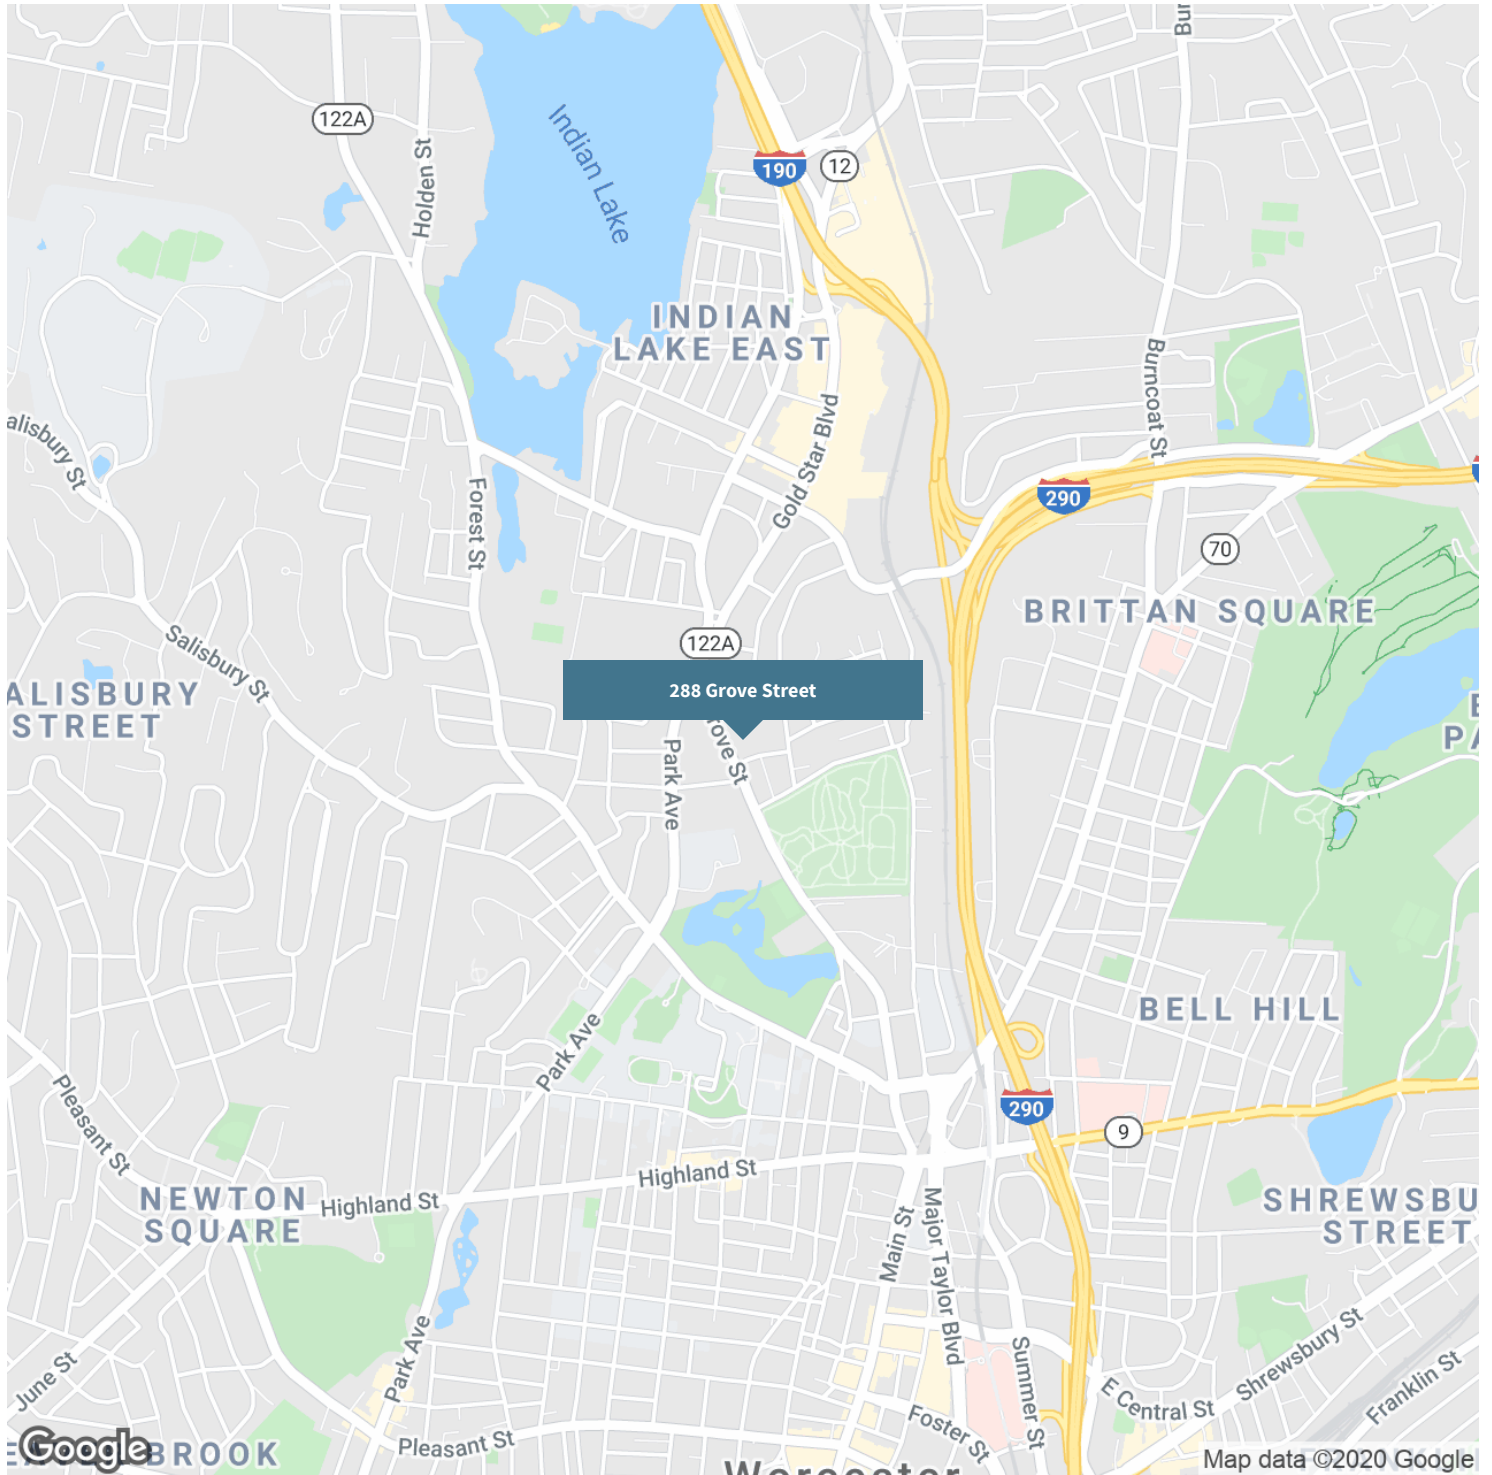 122A
Holden St
Indian Lake
190
12
INDIAN
LAKE EAST
Burncoat St
alisbury St
Gold Star Blvd
Forest St
290
70
BRITTAN SQUARE
Salisbury St
122A
288 Grove Street
ALISBURY
STREET
rove St
Park Ave
BELL HILL
Park Ave
Pleasant St
290
9
Highland St
NEWTON
SQUARE
Highland St
SHREWSBU
STREET
Main St
Major Taylor Blvd
Park Ave
June St
Summer St
Shrewsbury St
Franklin St
E Central St
Foster St
Pleasant St
BROOK
Google
Worcester
Map data ©2020 Google